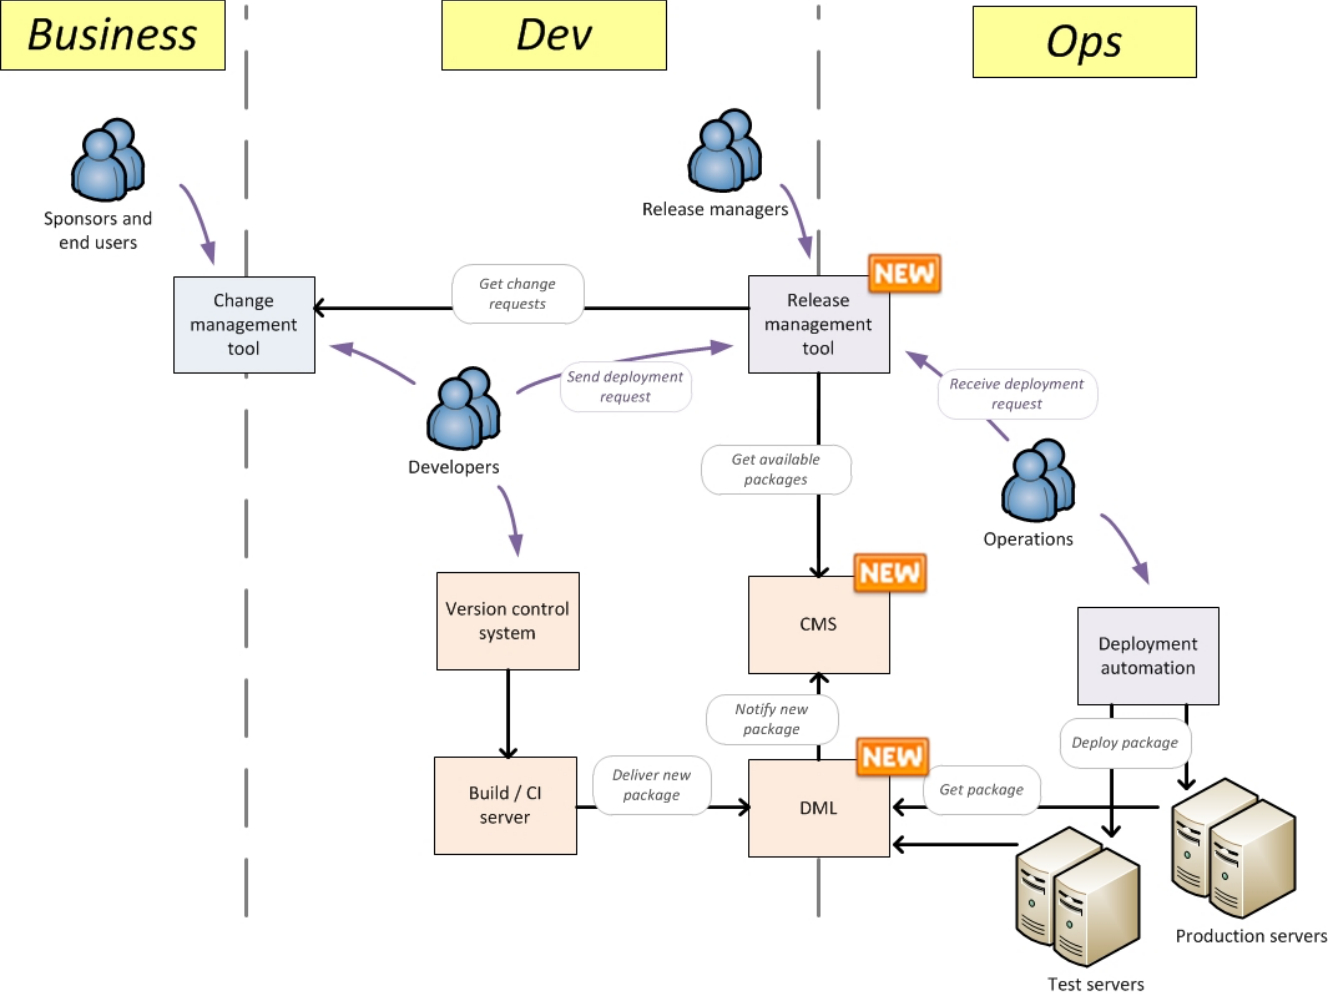 Business
Dev
Ops
Sponsors and
end users
Release managers
NEW
Change
management
tool
Get change
requests
Release
management
tool
Send deployment
request
Receive deployment
request
Developers
Get available
packages
Operations
NEW
Version control
system
CMS
Deployment
automation
Notify new
package
Deploy package
NEW
Build / CI
server
Deliver new
package
DML
Get package
Production servers
Test servers